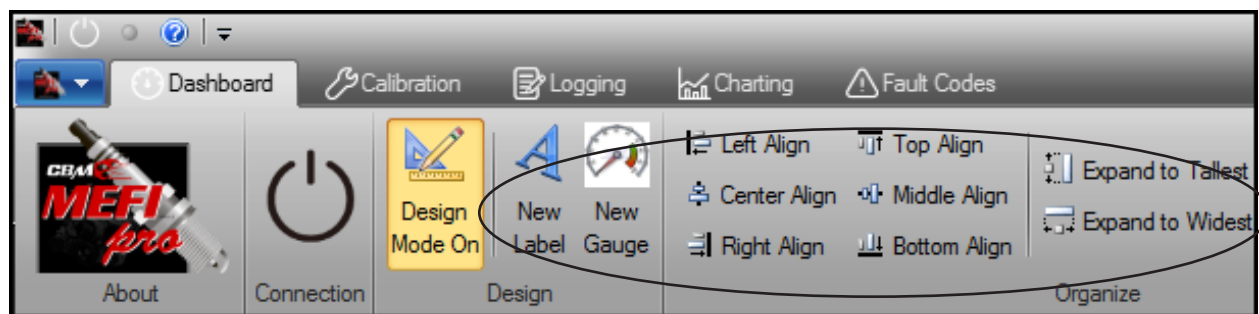 Dashboard Calibration Logging Charting Fault Codes
CBM
MEFI
pro
Design
Mode On
New
Label
New
Gauge
Left Align
Center Align
Right Align
Top Align
Middle Align
Bottom Align
Expand to Tallest
Expand to Widest
About Connection Design Organize